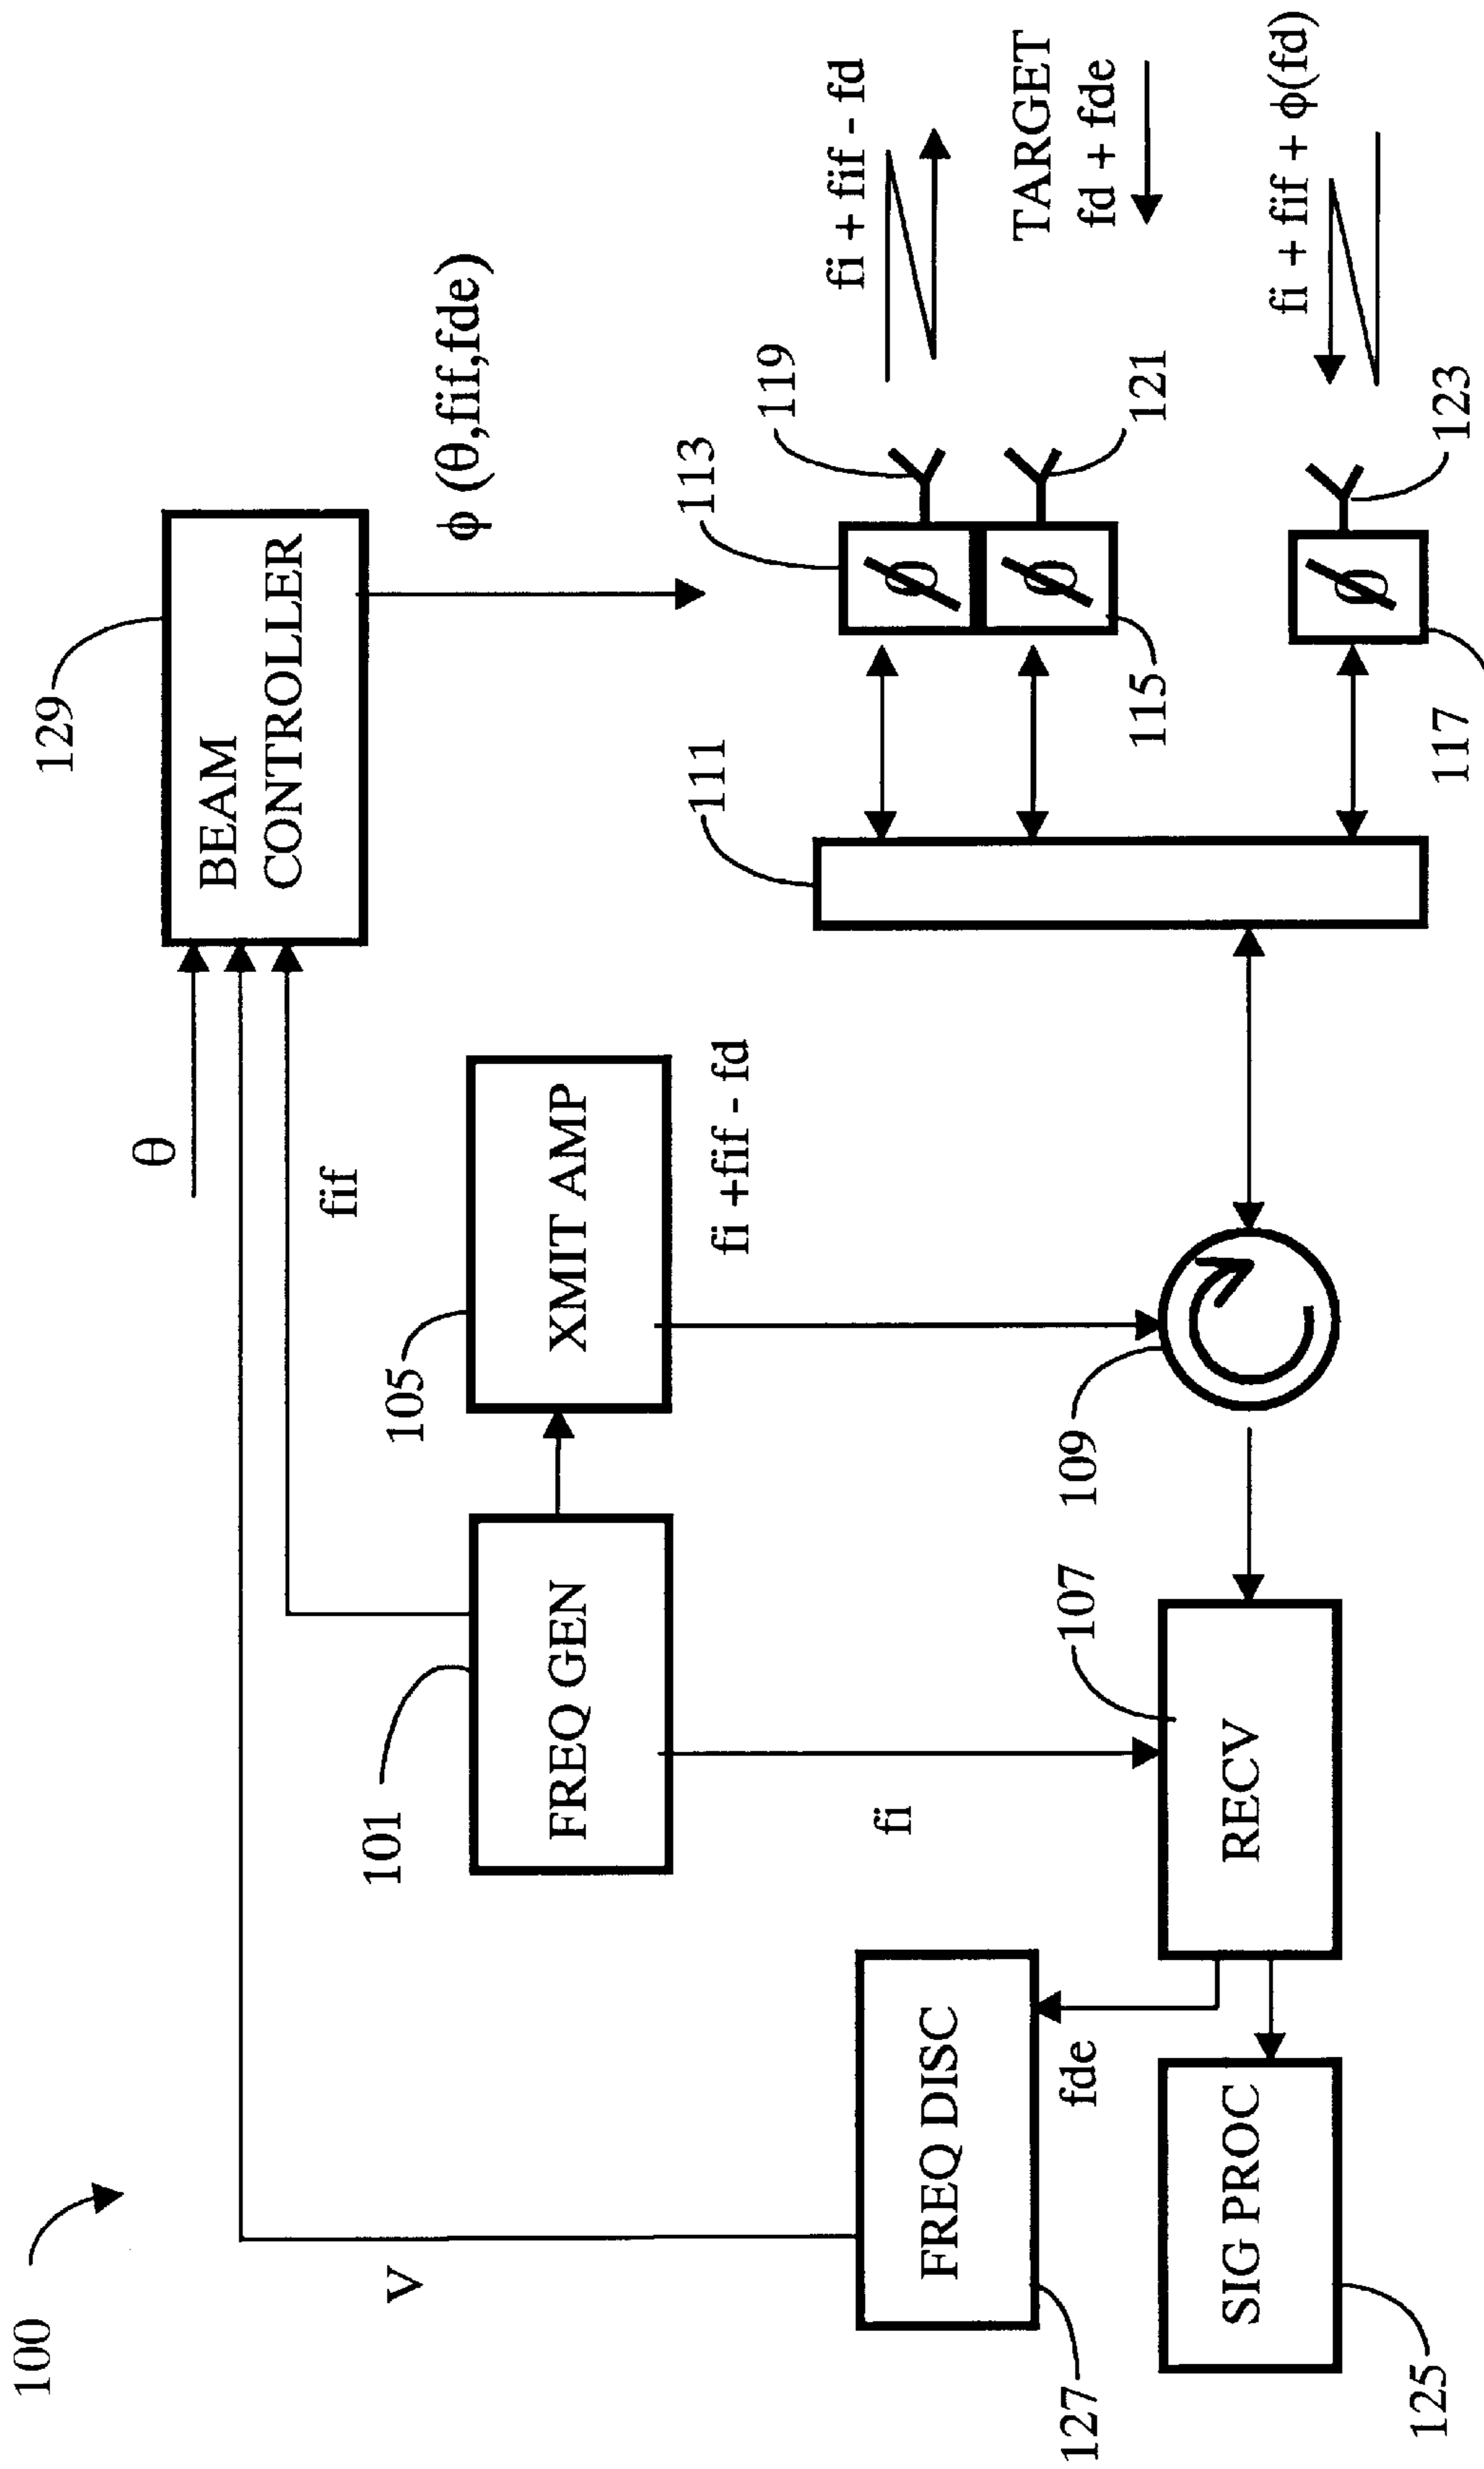 100
129
BEAM
CONTROLLER
θ
V
fif
ϕ (θ,fif,fde)
101
FREQ GEN
105
XMIT AMP
fi +fif - fd
fi
113
119
ϕ
fi + fif - fd
111
ϕ
121
115
TARGET
fd + fde
127
FREQ DISC
fde
107
RECV
109
125
SIG PROC
ϕ
123
117
fi + fif + ϕ(fd)